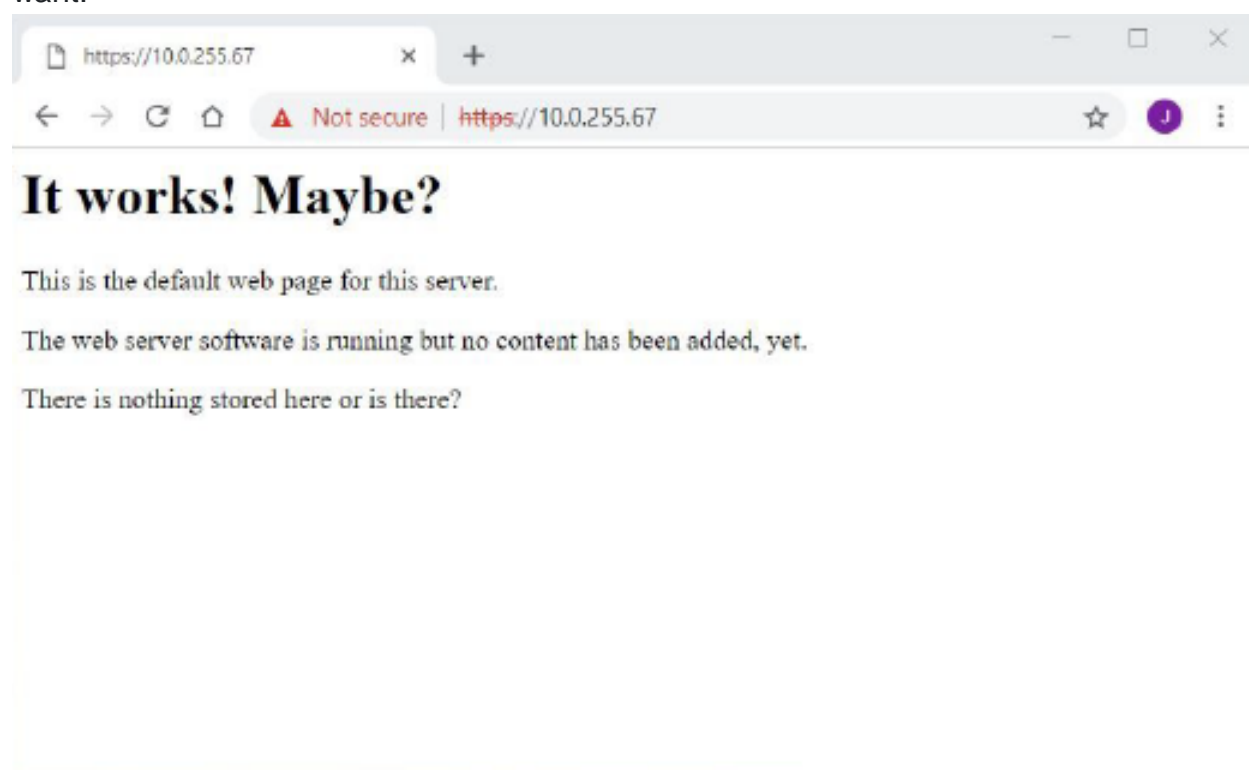 want.
https://10.0.255.67
Not secure | https://10.0.255.67
J
It works! Maybe?
This is the default web page for this server.
The web server software is running but no content has been added, yet.
There is nothing stored here or is there?